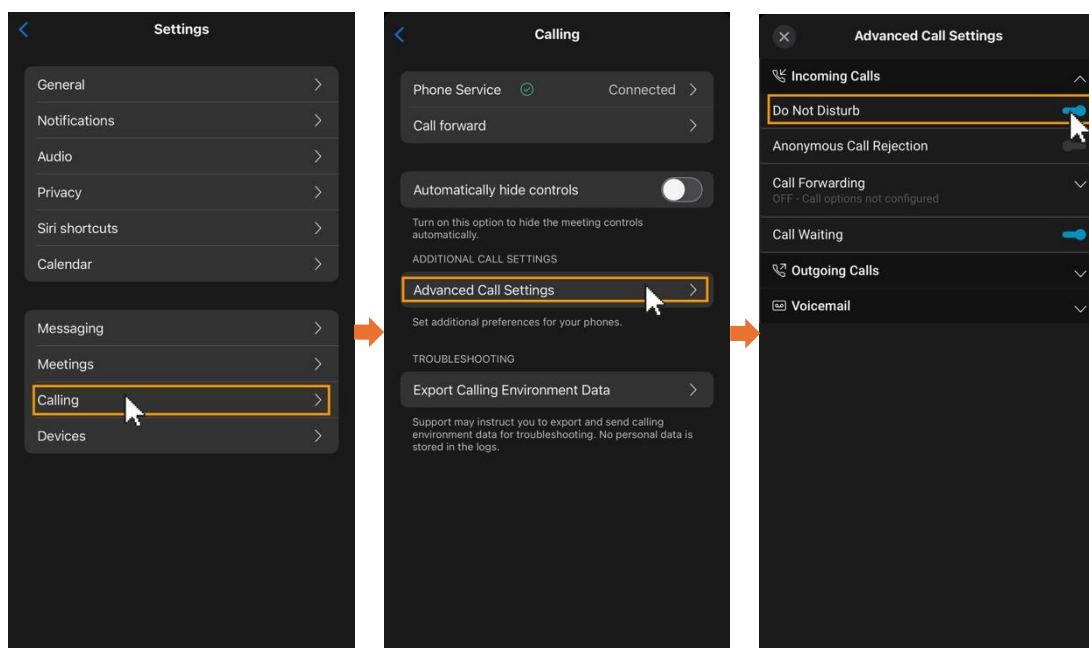 Settings
General
Notifications
Audio
Privacy
Siri shortcuts
Calendar
Messaging
Meetings
Calling
Devices
Calling
Phone Service Connected
Call forward
Automatically hide controls
Turn on this option to hide the meeting controls
automatically.
ADDITIONAL CALL SETTINGS
Advanced Call Settings
Set additional preferences for your phones.
TROUBLESHOOTING
Export Calling Environment Data
Support may instruct you to export and send calling
environment data for troubleshooting. No personal data is
stored in the logs.
Advanced Call Settings
Incoming Calls
Do Not Disturb
Anonymous Call Rejection
Call Forwarding
OFF - Call options not configured
Call Waiting
Outgoing Calls
Voicemail